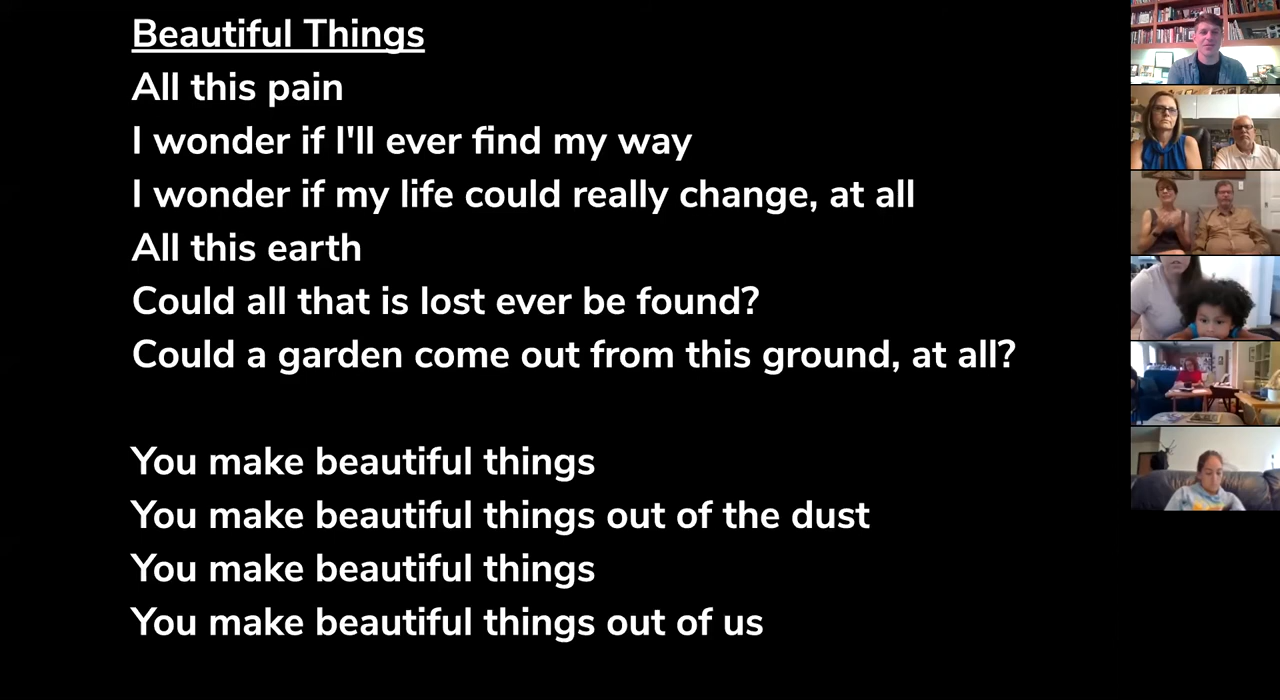 Beautiful Things
All this pain
I wonder if I'll ever find my way
I wonder if my life could really change, at all
All this earth
Could all that is lost ever be found?
Could a garden come out from this ground, at all?
You make beautiful things
You make beautiful things out of the dust
You make beautiful things
You make beautiful things out of us